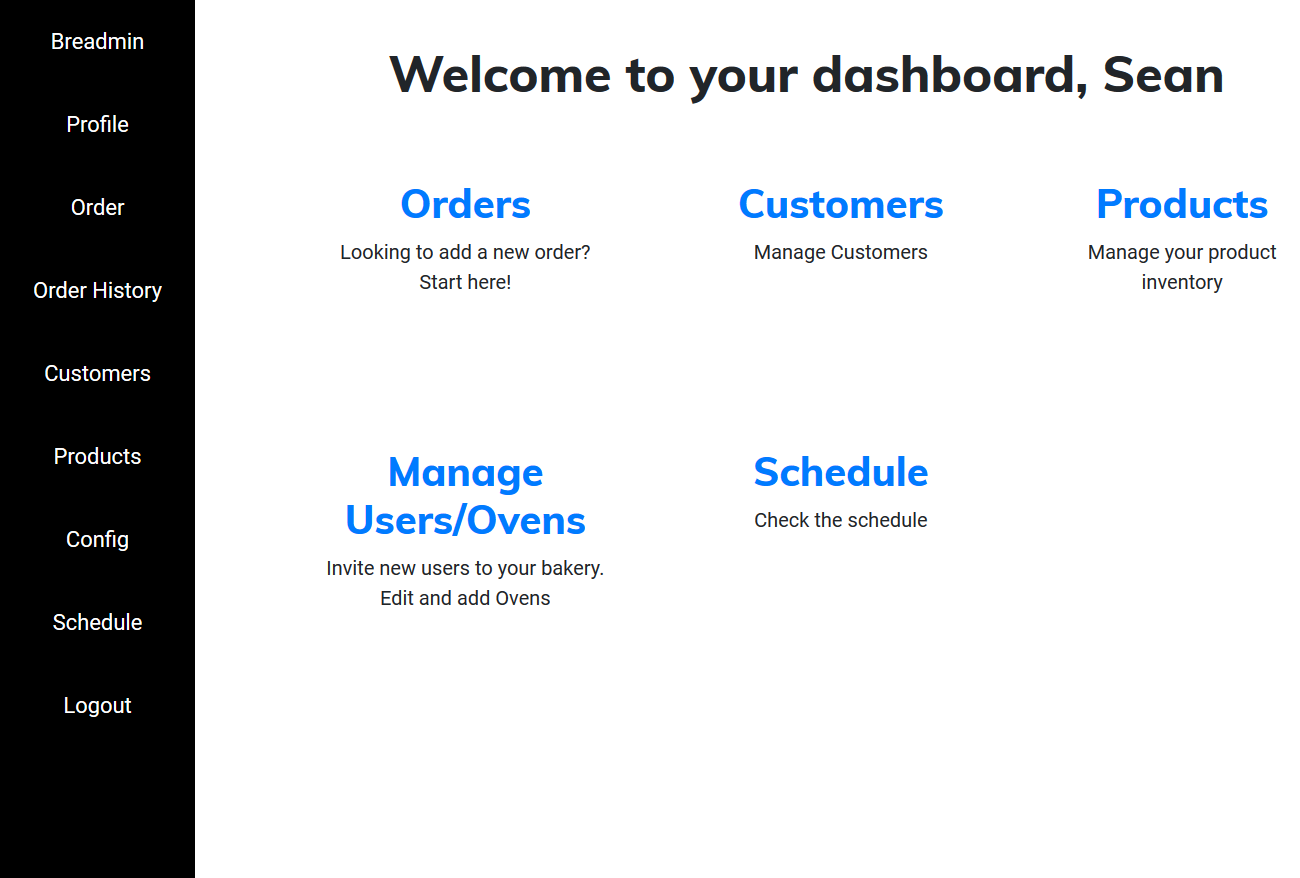 Breadmin
Profile
Order
Order History
Customers
Products
Config
Schedule
Logout
Welcome to your dashboard, Sean
Orders
Looking to add a new order?
Start here!
Customers
Manage Customers
Products
Manage your product
inventory
Manage
Users/Ovens
Invite new users to your bakery.
Edit and add Ovens
Schedule
Check the schedule